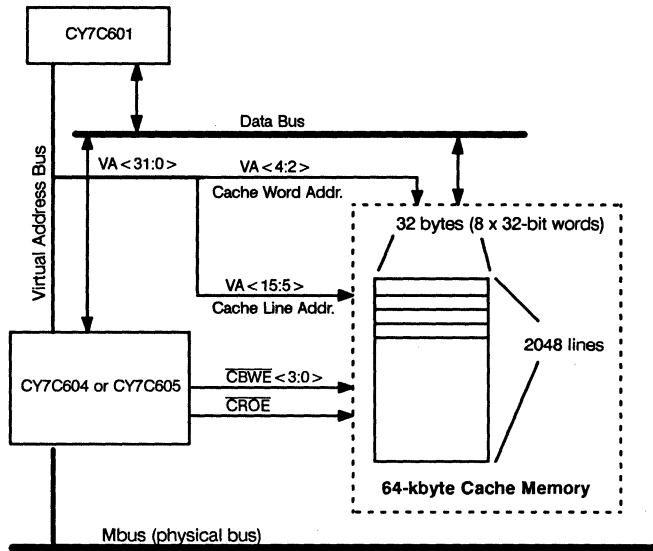 CY7C601
Data Bus
Virtual Address Bus
VA<31:0>
VA<4:2>
Cache Word Addr.
32 bytes (8 x 32-bit words)
VA<15:5>
Cache Line Addr.
2048 lines
CY7C604 or CY7C605
CBWE<3:0>
CROE
64-kbyte Cache Memory
Mbus (physical bus)